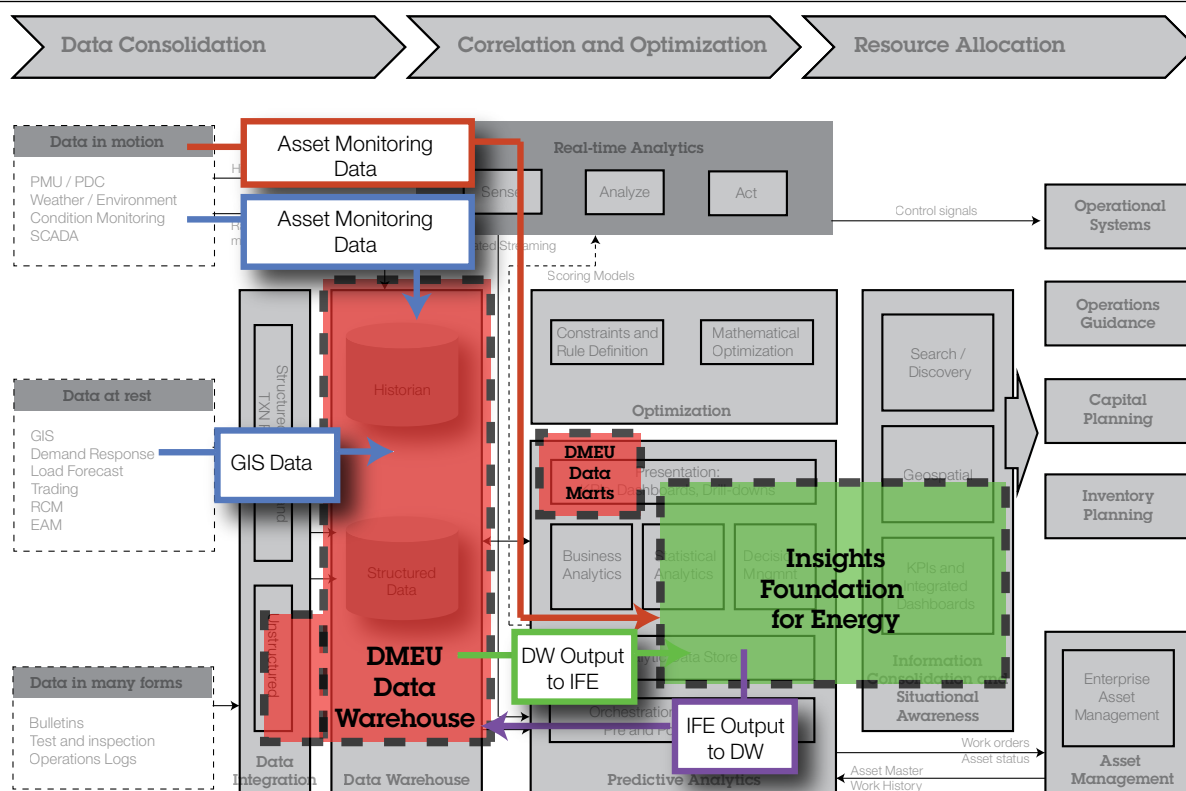 Data Consolidation
Correlation and Optimization
Resource Allocation
Data in motion
PMU / PDC
Weather / Environment
Condition Monitoring
SCADA
Asset Monitoring
Data
Asset Monitoring
Data
Real-time Analytics
Sense
Analyze
Act
Streaming
Control signals
Scoring Models
Operational
Systems
Operations
Guidance
Capital
Planning
Inventory
Planning
Data at rest
GIS
Demand Response
Load Forecast
Trading
RCM
EAM
GIS Data
Structured
TXN
Historian
Structured
Data
Constraints and
Rule Definition
Mathematical
Optimization
Optimization
DMEU
Data
Marts
Presentation:
Dashboards, Drill-downs
Business
Analytics
Statistical
Analytics
Decision
Mngmnt
Search /
Discovery
Geospatial
KPIs and
Integrated
Dashboards
Insights
Foundation
for Energy
Unstructured
DMEU
Data
Warehouse
DW Output
to IFE
Data Store
IFE Output
to DW
Orchestration
Pre and
Information
Consolidation and
Situational
Awareness
Data in many forms
Bulletins
Test and inspection
Operations Logs
Data
Integration
Data Warehouse
Predictive Analytics
Work orders
Asset status
Asset Master
Work History
Enterprise
Asset
Management
Asset
Management